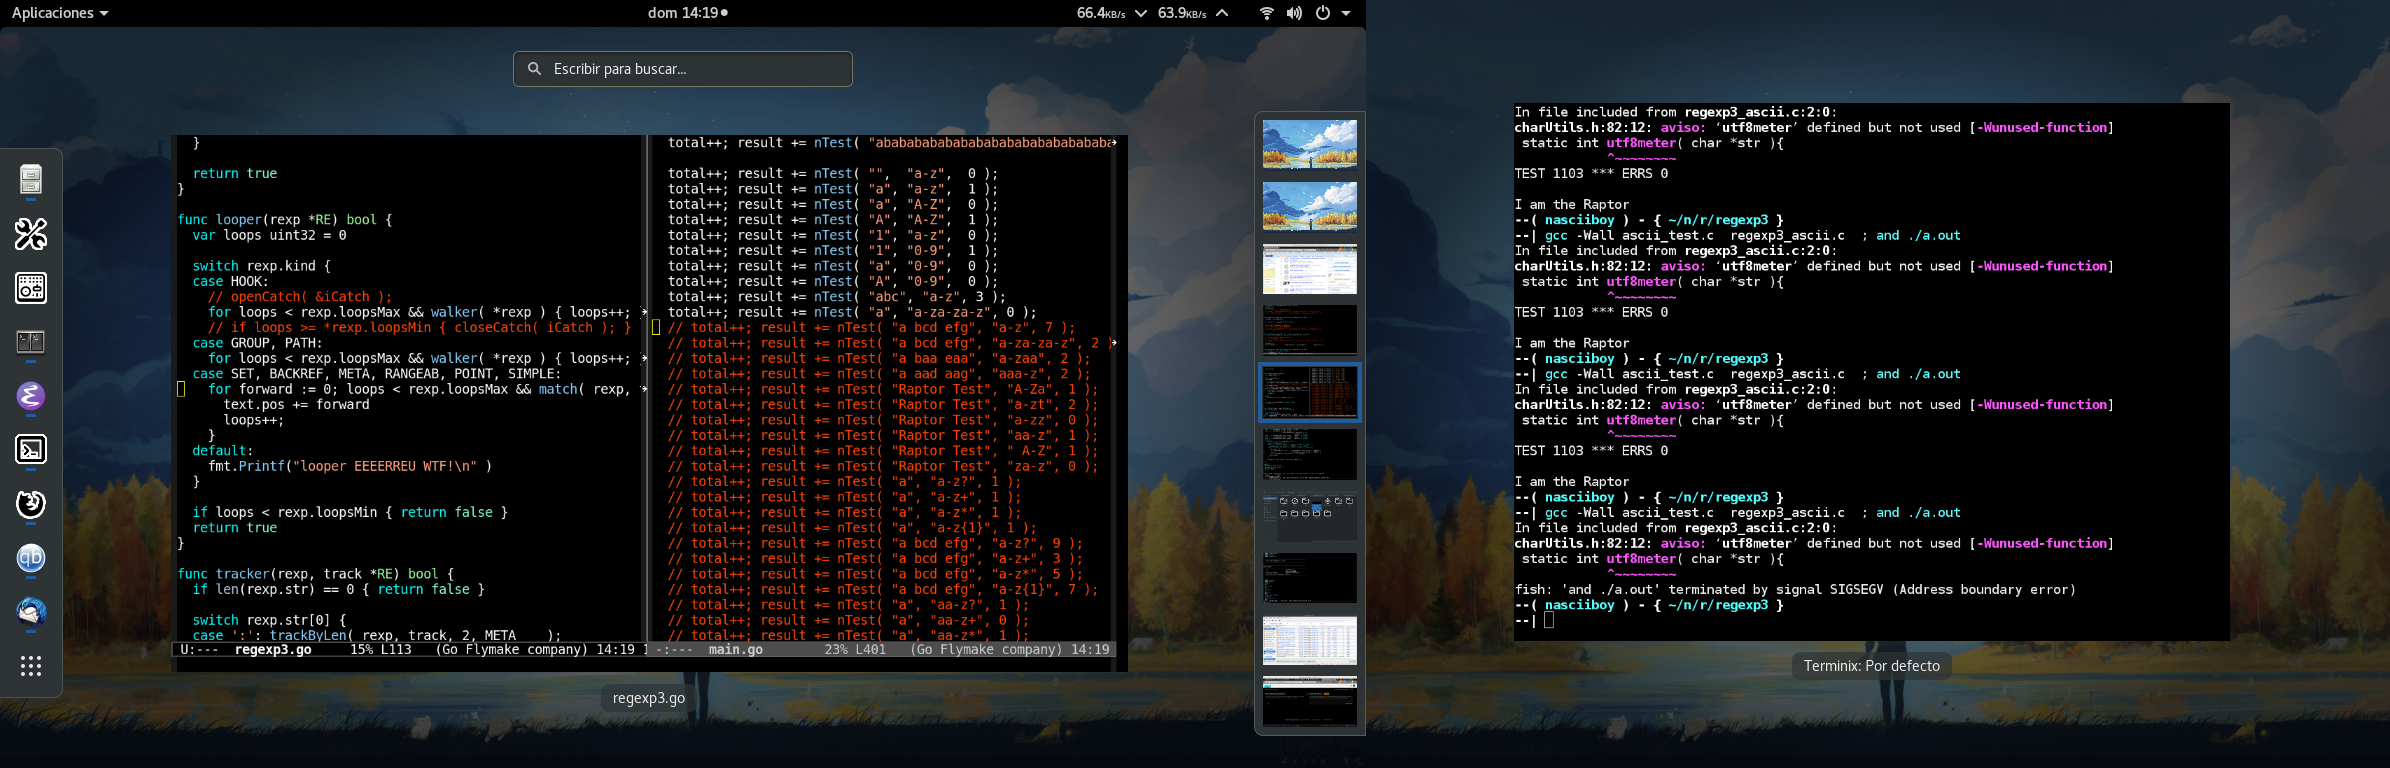 Aplicaciones
dom 14:19
66.4KB/s 63.9KB/s
Escribir para buscar...
  }

  return true
}

func looper(rexp *RE) bool {
  var loops uint32 = 0

  switch rexp.kind {
  case HOOK:
    // openCatch( &iCatch );
    for loops < rexp.loopsMax && walker( *rexp ) { loops++; }
    // if loops >= *rexp.loopsMin { closeCatch( iCatch ); }
  case GROUP, PATH:
    for loops < rexp.loopsMax && walker( *rexp ) { loops++; }
  case SET, BACKREF, META, RANGEAB, POINT, SIMPLE:
    for forward := 0; loops < rexp.loopsMax && match( rexp,
      text.pos += forward
      loops++;
    }
  default:
    fmt.Printf("looper EEEERREU WTF!\n" )
  }

  if loops < rexp.loopsMin { return false }
  return true
}

func tracker(rexp, track *RE) bool {
  if len(rexp.str) == 0 { return false }

  switch rexp.str[0] {
  case ':': trackByLen( rexp, track, 2, META    );
U:---  regexp3.go     15% L113   (Go Flymake company) 14:19 1
total++; result += nTest( "abababababababababababababababa

total++; result += nTest( "",  "a-z",  0 );
total++; result += nTest( "a", "a-z",  1 );
total++; result += nTest( "a", "A-Z",  0 );
total++; result += nTest( "A", "A-Z",  1 );
total++; result += nTest( "1", "a-z",  0 );
total++; result += nTest( "1", "0-9",  1 );
total++; result += nTest( "a", "0-9",  0 );
total++; result += nTest( "A", "0-9",  0 );
total++; result += nTest( "abc", "a-z", 3 );
total++; result += nTest( "a", "a-za-za-z", 0 );
// total++; result += nTest( "a bcd efg", "a-z", 7 );
// total++; result += nTest( "a bcd efg", "a-za-za-z", 2 )
// total++; result += nTest( "a baa eaa", "a-zaa", 2 );
// total++; result += nTest( "a aad aag", "aaa-z", 2 );
// total++; result += nTest( "Raptor Test", "A-Za", 1 );
// total++; result += nTest( "Raptor Test", "a-zt", 2 );
// total++; result += nTest( "Raptor Test", "a-zz", 0 );
// total++; result += nTest( "Raptor Test", "aa-z", 1 );
// total++; result += nTest( "Raptor Test", " A-Z", 1 );
// total++; result += nTest( "Raptor Test", "za-z", 0 );
// total++; result += nTest( "a", "a-z?", 1 );
// total++; result += nTest( "a", "a-z+", 1 );
// total++; result += nTest( "a", "a-z*", 1 );
// total++; result += nTest( "a", "a-z{1}", 1 );
// total++; result += nTest( "a bcd efg", "a-z?", 9 );
// total++; result += nTest( "a bcd efg", "a-z+", 3 );
// total++; result += nTest( "a bcd efg", "a-z*", 5 );
// total++; result += nTest( "a bcd efg", "a-z{1}", 7 );
// total++; result += nTest( "a", "aa-z?", 1 );
// total++; result += nTest( "a", "aa-z+", 0 );
// total++; result += nTest( "a", "aa-z*", 1 );
-:---  main.go        23% L401   (Go Flymake company) 14:19
regexp3.go
In file included from regexp3_ascii.c:2:0:
charUtils.h:82:12: aviso: ‘utf8meter’ defined but not used [-Wunused-function]
 static int utf8meter( char *str ){
            ^~~~~~~~~
TEST 1103 *** ERRS 0

I am the Raptor
--( nasciiboy ) - { ~/n/r/regexp3 }
--| gcc -Wall ascii_test.c  regexp3_ascii.c  ; and ./a.out
In file included from regexp3_ascii.c:2:0:
charUtils.h:82:12: aviso: ‘utf8meter’ defined but not used [-Wunused-function]
 static int utf8meter( char *str ){
            ^~~~~~~~~
TEST 1103 *** ERRS 0

I am the Raptor
--( nasciiboy ) - { ~/n/r/regexp3 }
--| gcc -Wall ascii_test.c  regexp3_ascii.c  ; and ./a.out
In file included from regexp3_ascii.c:2:0:
charUtils.h:82:12: aviso: ‘utf8meter’ defined but not used [-Wunused-function]
 static int utf8meter( char *str ){
            ^~~~~~~~~
TEST 1103 *** ERRS 0

I am the Raptor
--( nasciiboy ) - { ~/n/r/regexp3 }
--| gcc -Wall ascii_test.c  regexp3_ascii.c  ; and ./a.out
In file included from regexp3_ascii.c:2:0:
charUtils.h:82:12: aviso: ‘utf8meter’ defined but not used [-Wunused-function]
 static int utf8meter( char *str ){
            ^~~~~~~~~
fish: 'and ./a.out' terminated by signal SIGSEGV (Address boundary error)
--( nasciiboy ) - { ~/n/r/regexp3 }
--|
Terminix: Por defecto
qb